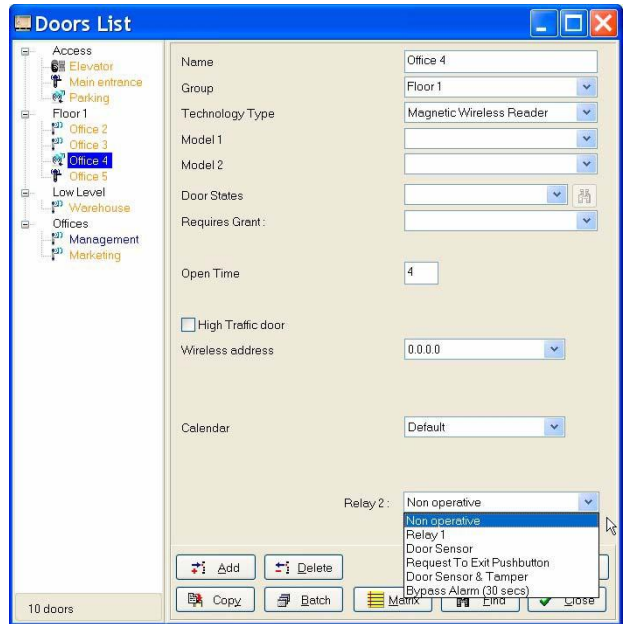 Doors List
Access
Elevator
Main entrance
Parking
Floor 1
Office 2
Office 3
Office 4
Office 5
Low Level
Warehouse
Offices
Management
Marketing
10 doors
Name
Office 4
Group
Floor 1
Technology Type
Magnetic Wireless Reader
Model 1
Model 2
Door States
Requires Grant :
Open Time
4
High Traffic door
Wireless address
0.0.0.0
Calendar
Default
Relay 2 :
Non operative
Non operative
Relay 1
Door Sensor
Request To Exit Pushbutton
Door Sensor & Tamper
Bypass Alarm (30 secs)
Add
Delete
Copy
Batch
Matrix
Find
Close